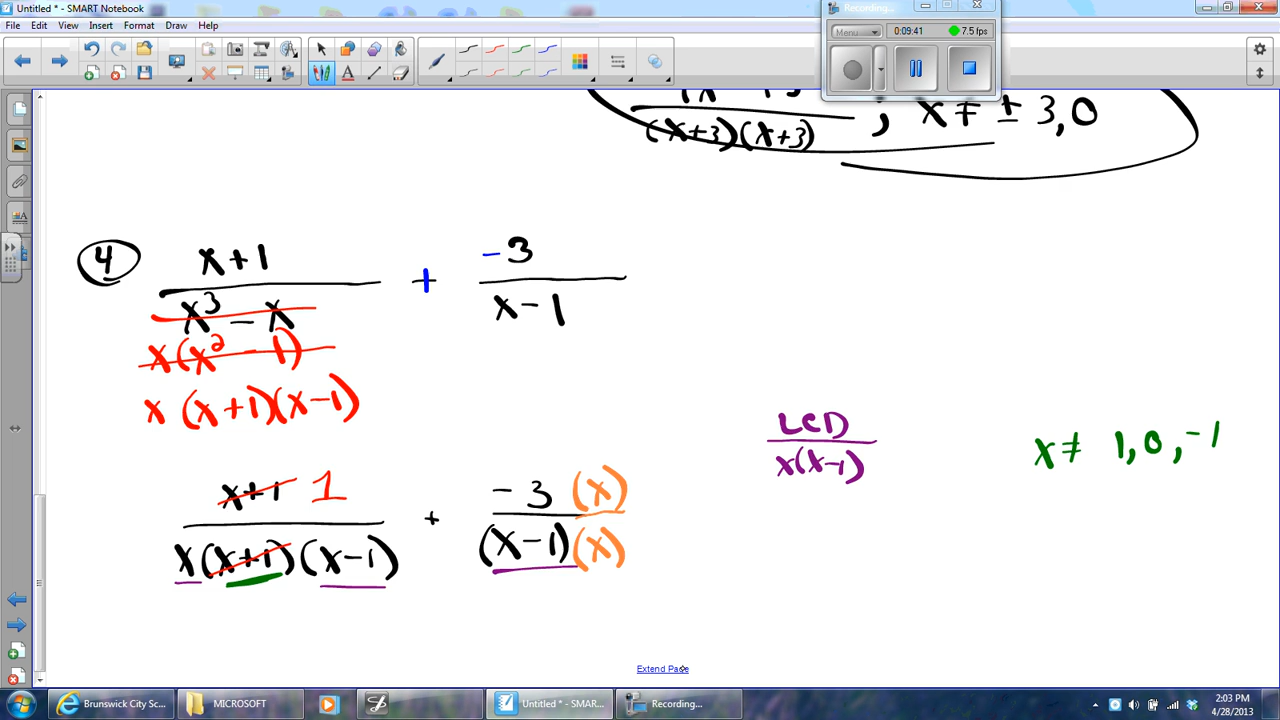 Untitled * - SMART Notebook
Recording...
File Edit View Insert Format Draw Help
Menu 0:09:41 7.5 fps
(x+3)(x+3) ; x ≠ ± 3, 0
4
x+1 + -3
x³ - x x-1
x(x² - 1)
x (x+1)(x-1)
LCD
x(x-1)
x ≠ 1, 0, -1
x+1 1 + -3 (x)
x(x+1)(x-1) (x-1)(x)
Extend Page
Brunswick City Sc... MICROSOFT Untitled * - SMAR... Recording...
2:03 PM
4/28/2013